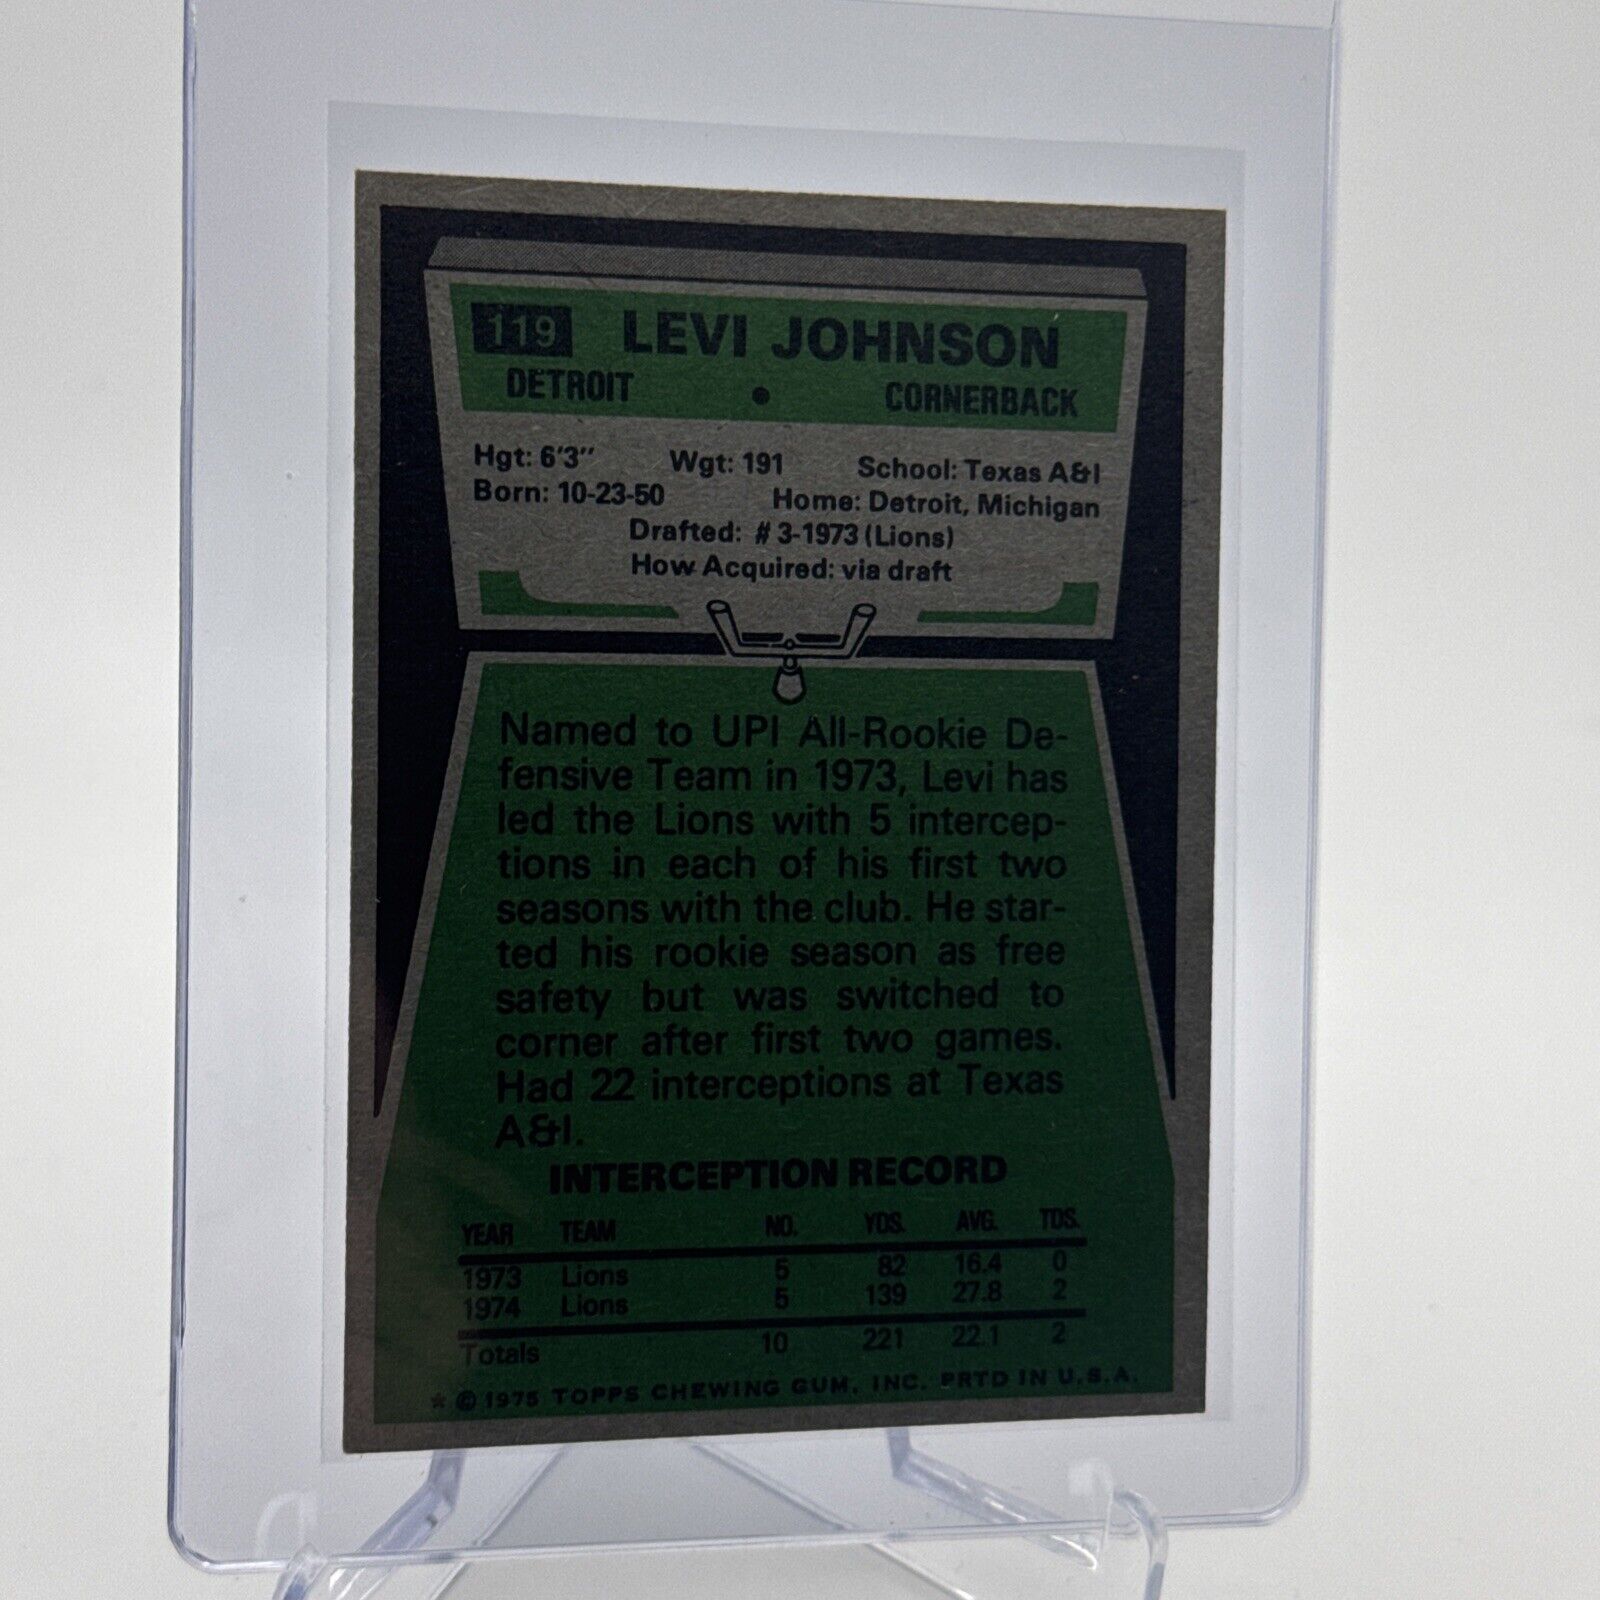 119 LEVI JOHNSON
DETROIT • CORNERBACK
Hgt: 6'3" Wgt: 191 School: Texas A&I
Born: 10-23-50 Home: Detroit, Michigan
Drafted: # 3-1973 (Lions)
How Acquired: via draft
Named to UPI All-Rookie De-
fensive Team in 1973, Levi has
led the Lions with 5 intercep-
tions in each of his first two
seasons with the club. He star-
ted his rookie season as free
safety but was switched to
corner after first two games.
Had 22 interceptions at Texas
A&I.
INTERCEPTION RECORD
YEAR TEAM NO. YDS. AVG. TDS.
1973 Lions 5 82 16.4 0
1974 Lions 5 139 27.8 2
Totals 10 221 22.1 2
* © 1975 TOPPS CHEWING GUM, INC. PRTD IN U.S.A.